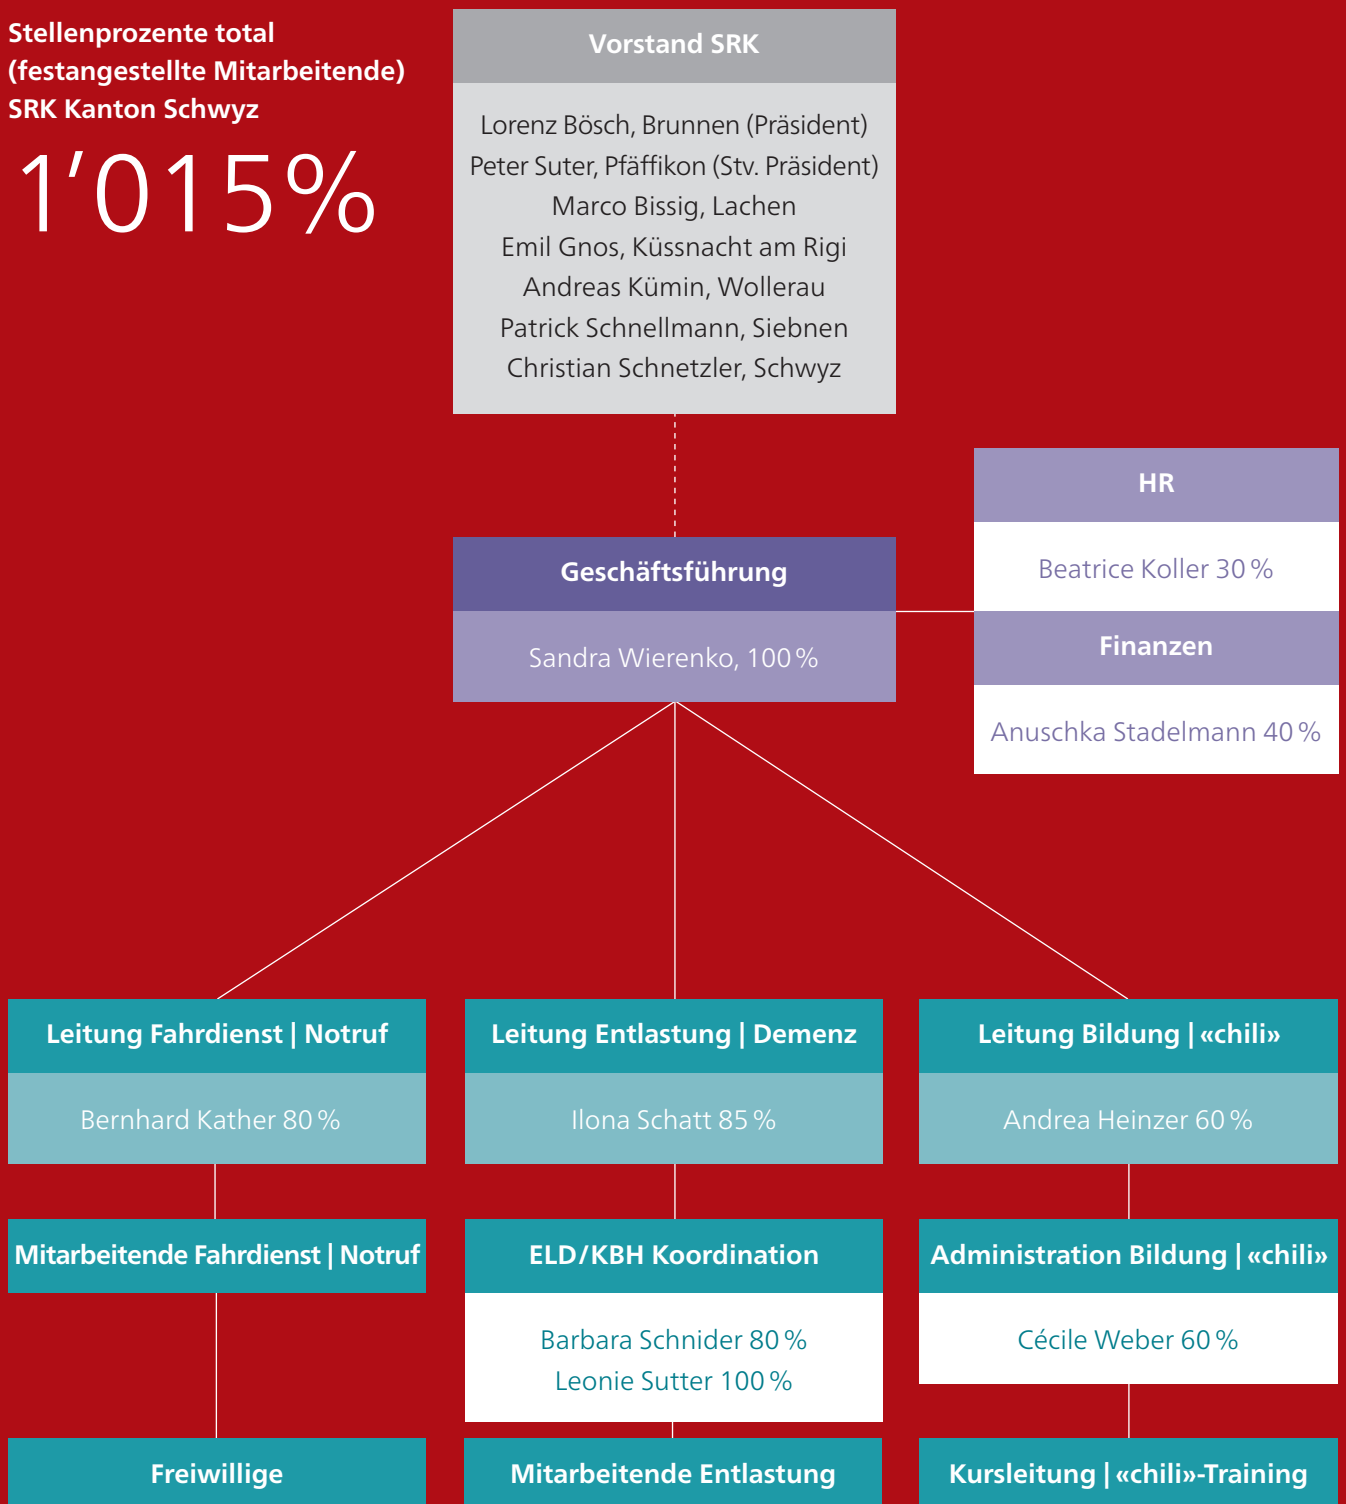 Stellenprozente total
(festangestellte Mitarbeitende)
SRK Kanton Schwyz
1’015%
Vorstand SRK
Lorenz Bösch, Brunnen (Präsident)
Peter Suter, Pfäffikon (Stv. Präsident)
Marco Bissig, Lachen
Emil Gnos, Küssnacht am Rigi
Andreas Kümin, Wollerau
Patrick Schnellmann, Siebnen
Christian Schnetzler, Schwyz
HR
Beatrice Koller 30 %
Geschäftsführung
Sandra Wierenko, 100 %
Finanzen
Anuschka Stadelmann 40 %
Leitung Fahrdienst | Notruf
Bernhard Kather 80 %
Leitung Entlastung | Demenz
Ilona Schatt 85 %
Leitung Bildung | «chili»
Andrea Heinzer 60 %
Mitarbeitende Fahrdienst | Notruf
ELD/KBH Koordination
Barbara Schnider 80 %
Leonie Sutter 100 %
Administration Bildung | «chili»
Cécile Weber 60 %
Freiwillige
Mitarbeitende Entlastung
Kursleitung | «chili»-Training